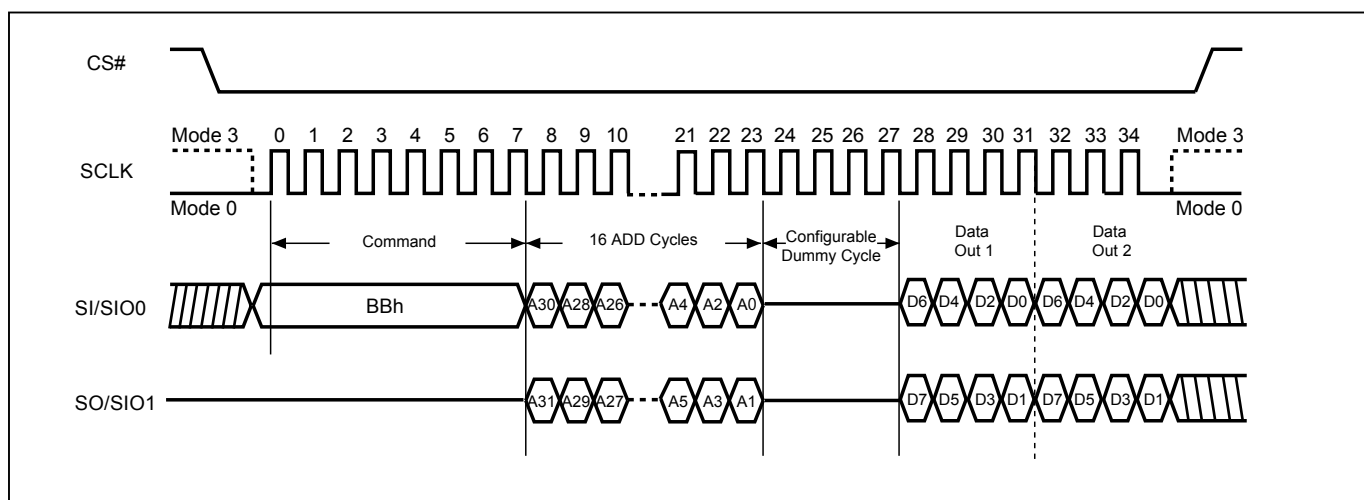 CS#
Mode 3 0 1 2 3 4 5 6 7 8 9 10 21 22 23 24 25 26 27 28 29 30 31 32 33 34 Mode 3
SCLK
Mode 0 Mode 0
Command 16 ADD Cycles Configurable Dummy Cycle Data Out 1 Data Out 2
SI/SIO0 BBh A30 A28 A26 A4 A2 A0 D6 D4 D2 D0 D6 D4 D2 D0
SO/SIO1 A31 A29 A27 A5 A3 A1 D7 D5 D3 D1 D7 D5 D3 D1